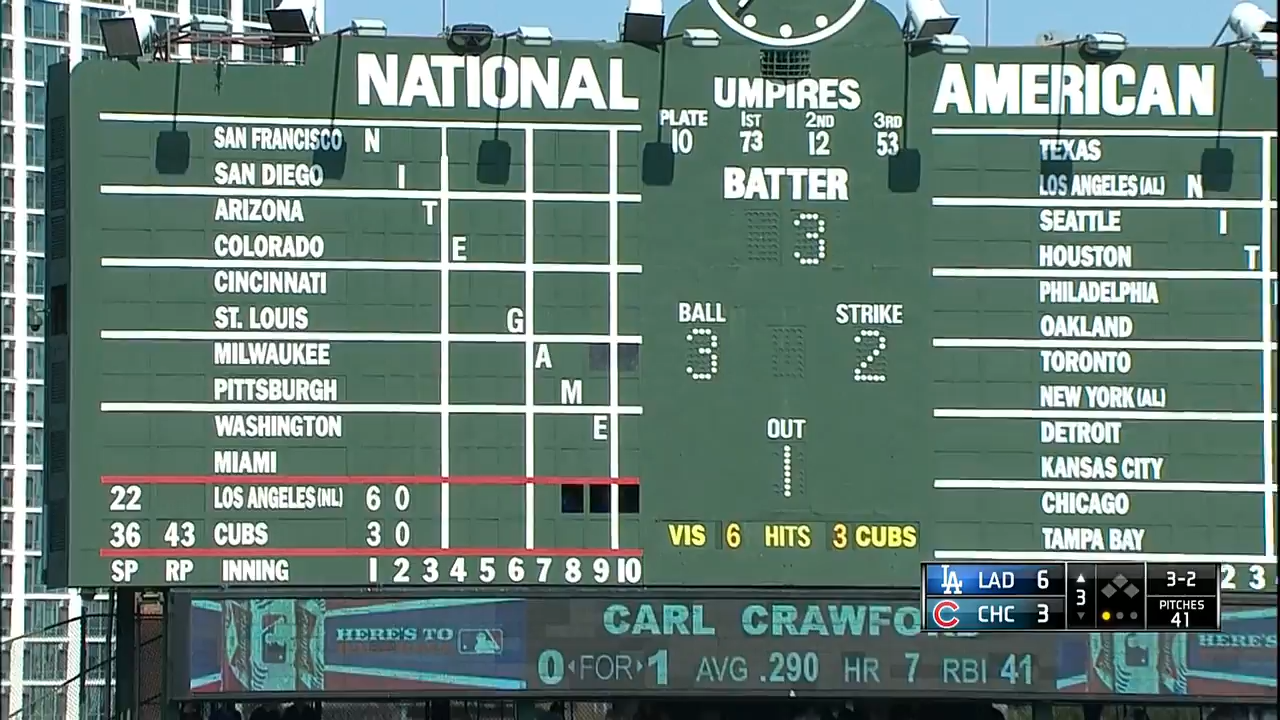 NATIONAL
SAN FRANCISCO N
SAN DIEGO I
ARIZONA T
COLORADO E
CINCINNATI
ST. LOUIS G
MILWAUKEE A
PITTSBURGH M
WASHINGTON E
MIAMI
22 LOS ANGELES (NL) 6 0
36 43 CUBS 3 0
SP RP INNING 1 2 3 4 5 6 7 8 9 10
UMPIRES
PLATE 1ST 2ND 3RD
10 73 12 53
BATTER
3
BALL STRIKE
3 2
OUT
1
VIS 6 HITS 3 CUBS
AMERICAN
TEXAS
LOS ANGELES (AL) N
SEATTLE I
HOUSTON T
PHILADELPHIA
OAKLAND
TORONTO
NEW YORK (AL)
DETROIT
KANSAS CITY
CHICAGO
TAMPA BAY
2 3
LA LAD 6
C CHC 3
3
3-2
PITCHES
41
HERE'S TO
CARL CRAWFORD
0 FOR 1 AVG .290 HR 7 RBI 41
HERE'S